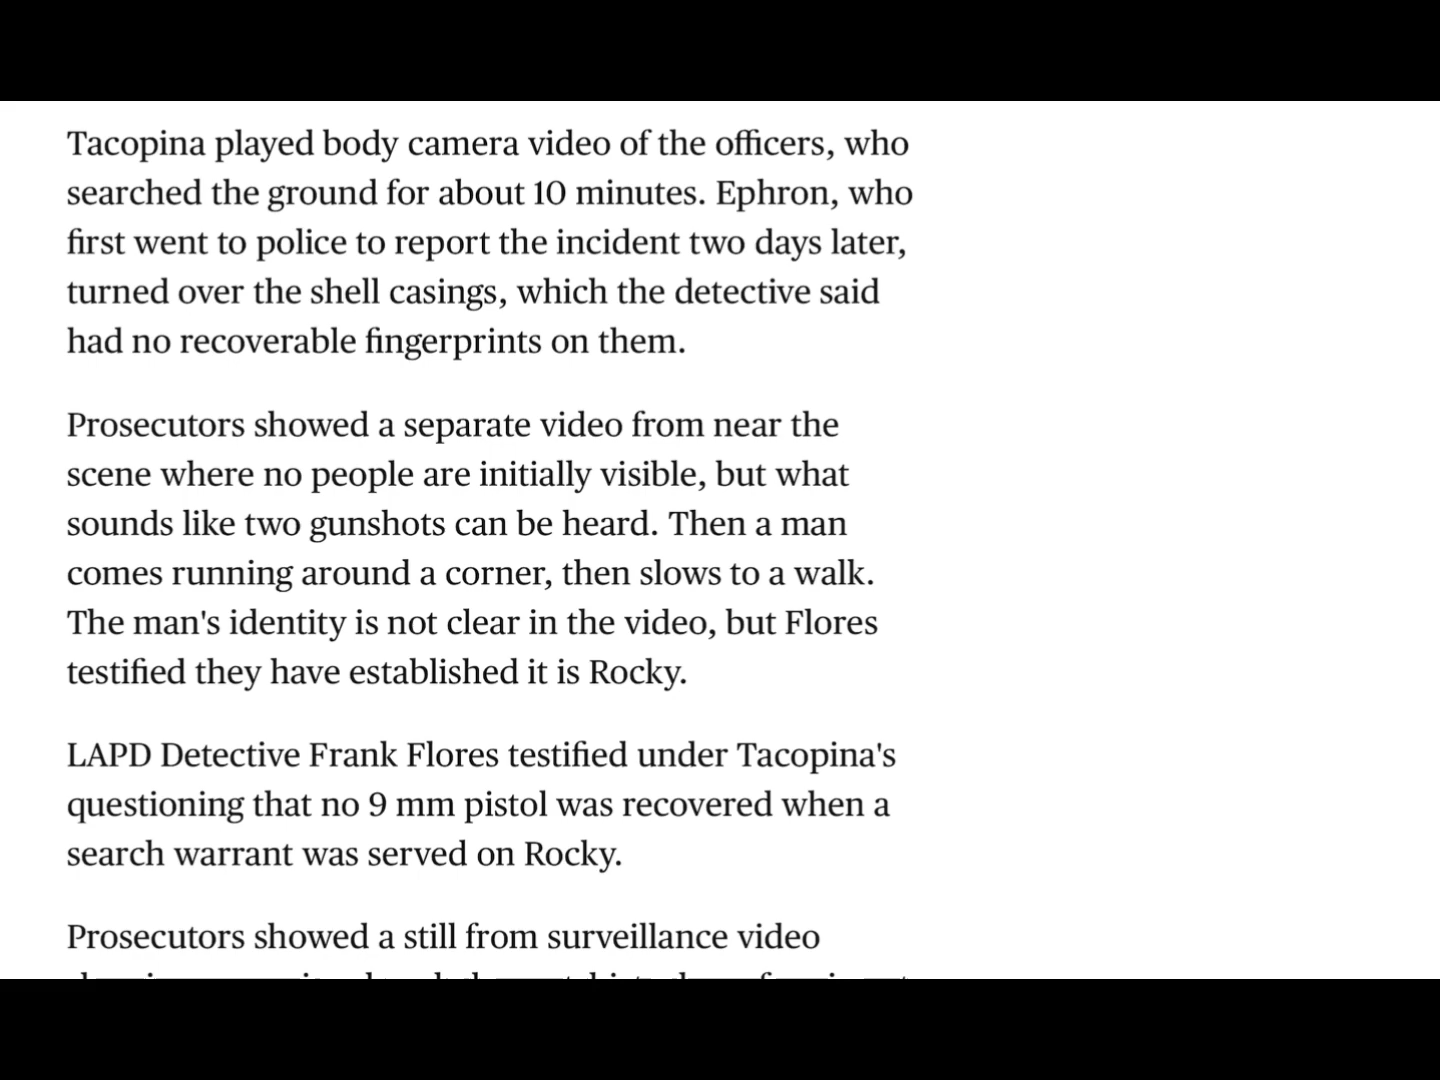 Tacopina played body camera video of the officers, who
searched the ground for about 10 minutes. Ephron, who
first went to police to report the incident two days later,
turned over the shell casings, which the detective said
had no recoverable fingerprints on them.
Prosecutors showed a separate video from near the
scene where no people are initially visible, but what
sounds like two gunshots can be heard. Then a man
comes running around a corner, then slows to a walk.
The man's identity is not clear in the video, but Flores
testified they have established it is Rocky.
LAPD Detective Frank Flores testified under Tacopina's
questioning that no 9 mm pistol was recovered when a
search warrant was served on Rocky.
Prosecutors showed a still from surveillance video